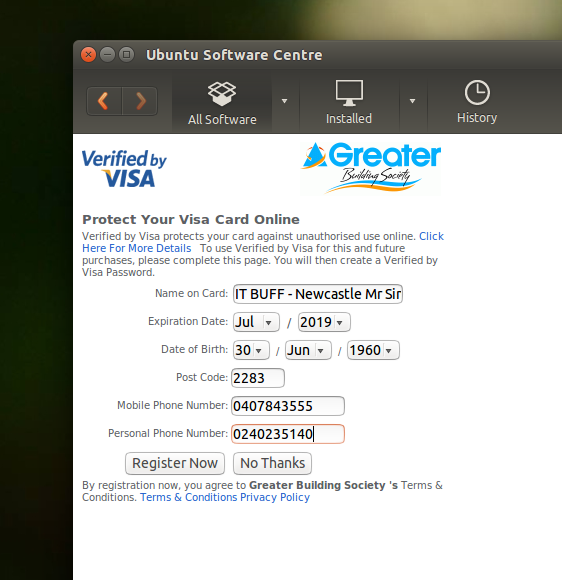 Ubuntu Software Centre
All Software
Installed
History
Verified by
VISA
Greater
Building Society
Protect Your Visa Card Online
Verified by Visa protects your card against unauthorised use online. Click
Here For More Details To use Verified by Visa for this and future
purchases, please complete this page. You will then create a Verified by
Visa Password.
Name on Card: IT BUFF - Newcastle Mr Sir
Expiration Date: Jul / 2019
Date of Birth: 30 / Jun / 1960
Post Code: 2283
Mobile Phone Number: 0407843555
Personal Phone Number: 0240235140
Register Now No Thanks
By registration now, you agree to Greater Building Society 's Terms &
Conditions. Terms & Conditions Privacy Policy